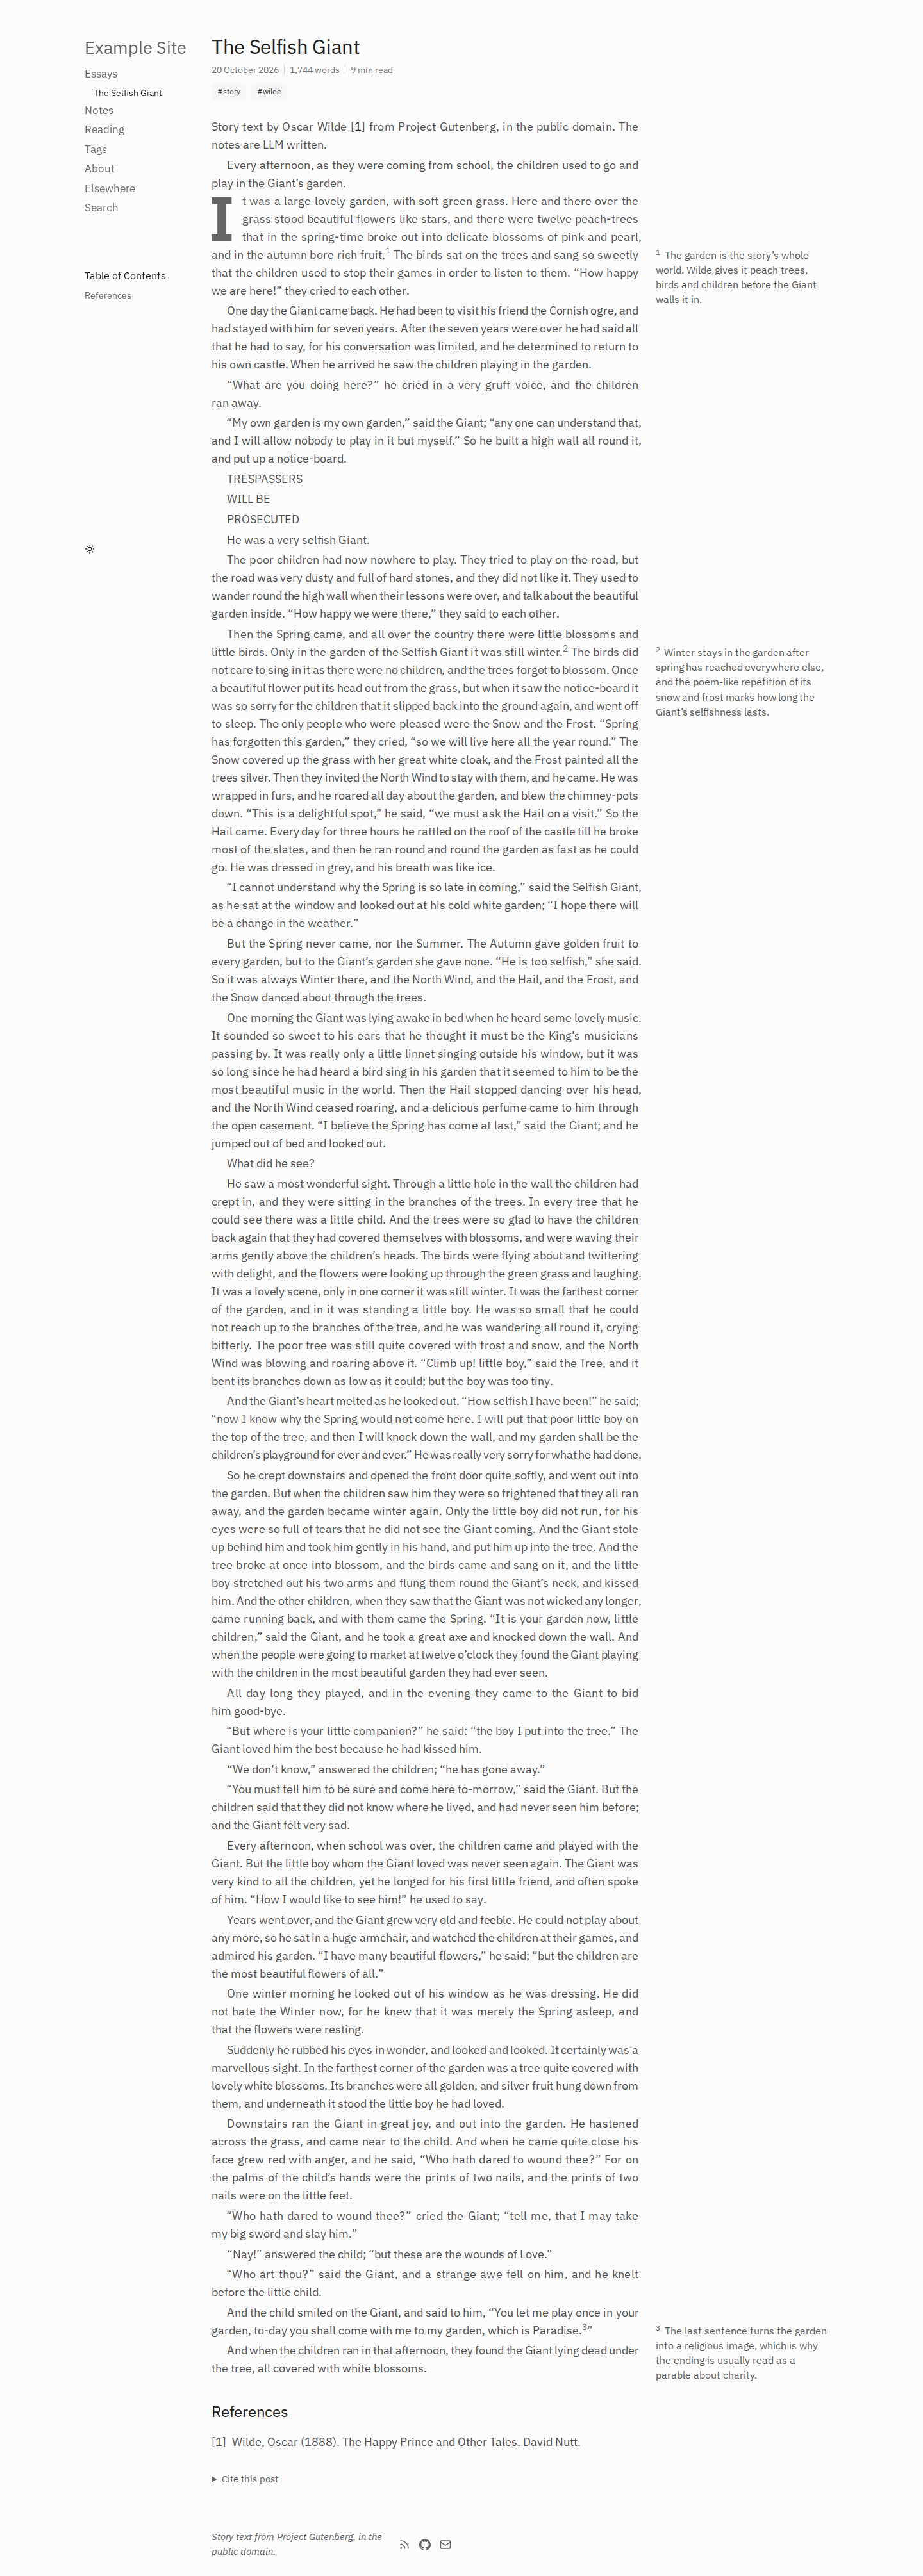 Example Site
Essays
The Selfish Giant
Notes
Reading
Tags
About
Elsewhere
Search
Table of Contents
References
The Selfish Giant
20 October 2026 | 1,744 words | 9 min read
#story #wilde
Story text by Oscar Wilde [1] from Project Gutenberg, in the public domain. The
notes are LLM written.
Every afternoon, as they were coming from school, the children used to go and
play in the Giant’s garden.
It was a large lovely garden, with soft green grass. Here and there over the
grass stood beautiful flowers like stars, and there were twelve peach-trees
that in the spring-time broke out into delicate blossoms of pink and pearl,
and in the autumn bore rich fruit.1 The birds sat on the trees and sang so sweetly
that the children used to stop their games in order to listen to them. “How happy
we are here!” they cried to each other.
1 The garden is the story’s whole
world. Wilde gives it peach trees,
birds and children before the Giant
walls it in.
One day the Giant came back. He had been to visit his friend the Cornish ogre, and
had stayed with him for seven years. After the seven years were over he had said all
that he had to say, for his conversation was limited, and he determined to return to
his own castle. When he arrived he saw the children playing in the garden.
“What are you doing here?” he cried in a very gruff voice, and the children
ran away.
“My own garden is my own garden,” said the Giant; “any one can understand that,
and I will allow nobody to play in it but myself.” So he built a high wall all round it,
and put up a notice-board.
TRESPASSERS
WILL BE
PROSECUTED
He was a very selfish Giant.
The poor children had now nowhere to play. They tried to play on the road, but
the road was very dusty and full of hard stones, and they did not like it. They used to
wander round the high wall when their lessons were over, and talk about the beautiful
garden inside. “How happy we were there,” they said to each other.
Then the Spring came, and all over the country there were little blossoms and
little birds. Only in the garden of the Selfish Giant it was still winter.2 The birds did
not care to sing in it as there were no children, and the trees forgot to blossom. Once
a beautiful flower put its head out from the grass, but when it saw the notice-board it
was so sorry for the children that it slipped back into the ground again, and went off
to sleep. The only people who were pleased were the Snow and the Frost. “Spring
has forgotten this garden,” they cried, “so we will live here all the year round.” The
Snow covered up the grass with her great white cloak, and the Frost painted all the
trees silver. Then they invited the North Wind to stay with them, and he came. He was
wrapped in furs, and he roared all day about the garden, and blew the chimney-pots
down. “This is a delightful spot,” he said, “we must ask the Hail on a visit.” So the
Hail came. Every day for three hours he rattled on the roof of the castle till he broke
most of the slates, and then he ran round and round the garden as fast as he could
go. He was dressed in grey, and his breath was like ice.
2 Winter stays in the garden after
spring has reached everywhere else,
and the poem-like repetition of its
snow and frost marks how long the
Giant’s selfishness lasts.
“I cannot understand why the Spring is so late in coming,” said the Selfish Giant,
as he sat at the window and looked out at his cold white garden; “I hope there will
be a change in the weather.”
But the Spring never came, nor the Summer. The Autumn gave golden fruit to
every garden, but to the Giant’s garden she gave none. “He is too selfish,” she said.
So it was always Winter there, and the North Wind, and the Hail, and the Frost, and
the Snow danced about through the trees.
One morning the Giant was lying awake in bed when he heard some lovely music.
It sounded so sweet to his ears that he thought it must be the King’s musicians
passing by. It was really only a little linnet singing outside his window, but it was
so long since he had heard a bird sing in his garden that it seemed to him to be the
most beautiful music in the world. Then the Hail stopped dancing over his head,
and the North Wind ceased roaring, and a delicious perfume came to him through
the open casement. “I believe the Spring has come at last,” said the Giant; and he
jumped out of bed and looked out.
What did he see?
He saw a most wonderful sight. Through a little hole in the wall the children had
crept in, and they were sitting in the branches of the trees. In every tree that he
could see there was a little child. And the trees were so glad to have the children
back again that they had covered themselves with blossoms, and were waving their
arms gently above the children’s heads. The birds were flying about and twittering
with delight, and the flowers were looking up through the green grass and laughing.
It was a lovely scene, only in one corner it was still winter. It was the farthest corner
of the garden, and in it was standing a little boy. He was so small that he could
not reach up to the branches of the tree, and he was wandering all round it, crying
bitterly. The poor tree was still quite covered with frost and snow, and the North
Wind was blowing and roaring above it. “Climb up! little boy,” said the Tree, and it
bent its branches down as low as it could; but the boy was too tiny.
And the Giant’s heart melted as he looked out. “How selfish I have been!” he said;
“now I know why the Spring would not come here. I will put that poor little boy on
the top of the tree, and then I will knock down the wall, and my garden shall be the
children’s playground for ever and ever.” He was really very sorry for what he had done.
So he crept downstairs and opened the front door quite softly, and went out into
the garden. But when the children saw him they were so frightened that they all ran
away, and the garden became winter again. Only the little boy did not run, for his
eyes were so full of tears that he did not see the Giant coming. And the Giant stole
up behind him and took him gently in his hand, and put him up into the tree. And the
tree broke at once into blossom, and the birds came and sang on it, and the little
boy stretched out his two arms and flung them round the Giant’s neck, and kissed
him. And the other children, when they saw that the Giant was not wicked any longer,
came running back, and with them came the Spring. “It is your garden now, little
children,” said the Giant, and he took a great axe and knocked down the wall. And
when the people were going to market at twelve o’clock they found the Giant playing
with the children in the most beautiful garden they had ever seen.
All day long they played, and in the evening they came to the Giant to bid
him good-bye.
“But where is your little companion?” he said: “the boy I put into the tree.” The
Giant loved him the best because he had kissed him.
“We don’t know,” answered the children; “he has gone away.”
“You must tell him to be sure and come here to-morrow,” said the Giant. But the
children said that they did not know where he lived, and had never seen him before;
and the Giant felt very sad.
Every afternoon, when school was over, the children came and played with the
Giant. But the little boy whom the Giant loved was never seen again. The Giant was
very kind to all the children, yet he longed for his first little friend, and often spoke
of him. “How I would like to see him!” he used to say.
Years went over, and the Giant grew very old and feeble. He could not play about
any more, so he sat in a huge armchair, and watched the children at their games, and
admired his garden. “I have many beautiful flowers,” he said; “but the children are
the most beautiful flowers of all.”
One winter morning he looked out of his window as he was dressing. He did
not hate the Winter now, for he knew that it was merely the Spring asleep, and
that the flowers were resting.
Suddenly he rubbed his eyes in wonder, and looked and looked. It certainly was a
marvellous sight. In the farthest corner of the garden was a tree quite covered with
lovely white blossoms. Its branches were all golden, and silver fruit hung down from
them, and underneath it stood the little boy he had loved.
Downstairs ran the Giant in great joy, and out into the garden. He hastened
across the grass, and came near to the child. And when he came quite close his
face grew red with anger, and he said, “Who hath dared to wound thee?” For on
the palms of the child’s hands were the prints of two nails, and the prints of two
nails were on the little feet.
“Who hath dared to wound thee?” cried the Giant; “tell me, that I may take
my big sword and slay him.”
“Nay!” answered the child; “but these are the wounds of Love.”
“Who art thou?” said the Giant, and a strange awe fell on him, and he knelt
before the little child.
And the child smiled on the Giant, and said to him, “You let me play once in your
garden, to-day you shall come with me to my garden, which is Paradise.3”
And when the children ran in that afternoon, they found the Giant lying dead under
the tree, all covered with white blossoms.
3 The last sentence turns the garden
into a religious image, which is why
the ending is usually read as a
parable about charity.
References
[1] Wilde, Oscar (1888). The Happy Prince and Other Tales. David Nutt.
Cite this post
Story text from Project Gutenberg, in the
public domain.